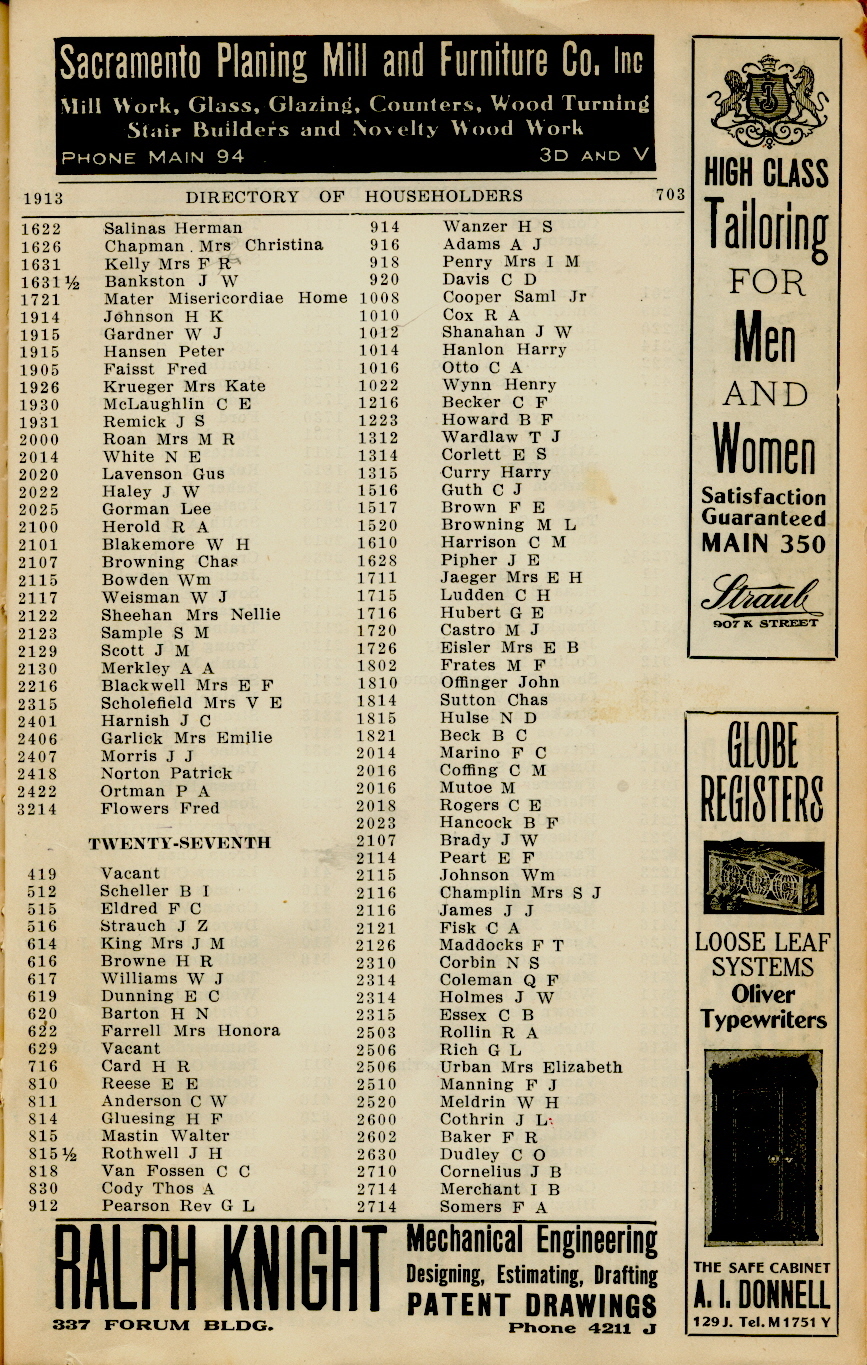 Sacramento Planing Mill and Furniture Co. Inc
Mill Work, Glass, Glazing, Counters, Wood Turning
Stair Builders and Novelty Wood Work
PHONE MAIN 94 3D AND V
1913 DIRECTORY OF HOUSEHOLDERS 703
1622 Salinas Herman
1626 Chapman Mrs Christina
1631 Kelly Mrs F R
1631½ Bankston J W
1721 Mater Misericordiae Home
1914 Johnson H K
1915 Gardner W J
1915 Hansen Peter
1905 Faisst Fred
1926 Krueger Mrs Kate
1930 McLaughlin C E
1931 Remick J S
2000 Roan Mrs M R
2014 White N E
2020 Lavenson Gus
2022 Haley J W
2025 Gorman Lee
2100 Herold R A
2101 Blakemore W H
2107 Browning Chas
2115 Bowden Wm
2117 Weisman W J
2122 Sheehan Mrs Nellie
2123 Sample S M
2129 Scott J M
2130 Merkley A A
2216 Blackwell Mrs E F
2315 Scholefield Mrs V E
2401 Harnish J C
2406 Garlick Mrs Emilie
2407 Morris J J
2418 Norton Patrick
2422 Ortman P A
3214 Flowers Fred
TWENTY-SEVENTH
419 Vacant
512 Scheller B I
515 Eldred F C
516 Strauch J Z
614 King Mrs J M
616 Browne H R
617 Williams W J
619 Dunning E C
620 Barton H N
622 Farrell Mrs Honora
629 Vacant
716 Card H R
810 Reese E E
811 Anderson C W
814 Gluesing H F
815 Mastin Walter
815½ Rothwell J H
818 Van Fossen C C
830 Cody Thos A
912 Pearson Rev G L
914 Wanzer H S
916 Adams A J
918 Penry Mrs I M
920 Davis C D
1008 Cooper Saml Jr
1010 Cox R A
1012 Shanahan J W
1014 Hanlon Harry
1016 Otto C A
1022 Wynn Henry
1216 Becker C F
1223 Howard B F
1312 Wardlaw T J
1314 Corlett E S
1315 Curry Harry
1516 Guth C J
1517 Brown F E
1520 Browning M L
1610 Harrison C M
1628 Pipher J E
1711 Jaeger Mrs E H
1715 Ludden C H
1716 Hubert G E
1720 Castro M J
1726 Eisler Mrs E B
1802 Frates M F
1810 Offinger John
1814 Sutton Chas
1815 Hulse N D
1821 Beck B C
2014 Marino F C
2016 Coffing C M
2016 Mutoe M
2018 Rogers C E
2023 Hancock B F
2107 Brady J W
2114 Peart E F
2115 Johnson Wm
2116 Champlin Mrs S J
2116 James J J
2121 Fisk C A
2126 Maddocks F T
2310 Corbin N S
2314 Coleman Q F
2314 Holmes J W
2315 Essex C B
2503 Rollin R A
2506 Rich G L
2506 Urban Mrs Elizabeth
2510 Manning F J
2520 Meldrin W H
2600 Cothrin J L
2602 Baker F R
2630 Dudley C O
2710 Cornelius J B
2714 Merchant I B
2714 Somers F A
HIGH CLASS
Tailoring
FOR
Men
AND
Women
Satisfaction
Guaranteed
MAIN 350
Straub
907 K STREET
GLOBE
REGISTERS
LOOSE LEAF
SYSTEMS
Oliver
Typewriters
THE SAFE CABINET
A. I. DONNELL
129 J. Tel. M 1751 Y
RALPH KNIGHT
337 FORUM BLDG.
Mechanical Engineering
Designing, Estimating, Drafting
PATENT DRAWINGS
Phone 4211 J